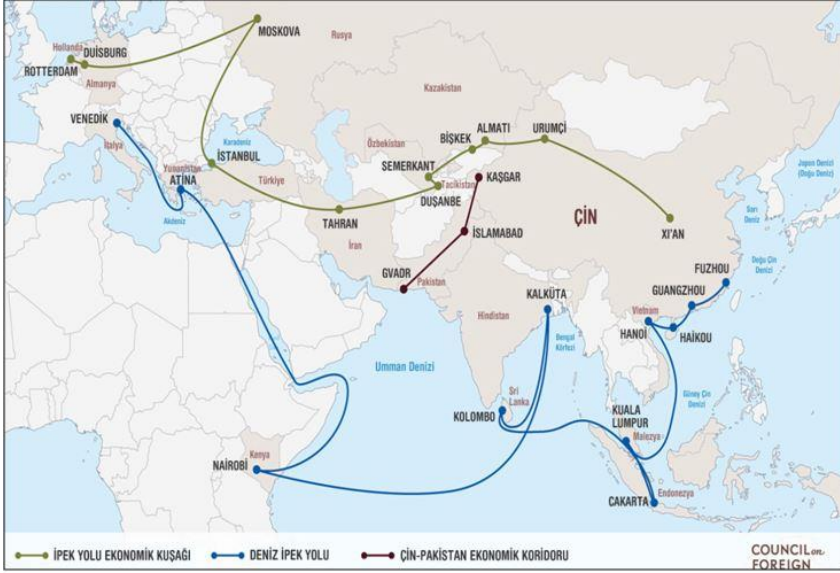 MOSKOVA
Rusya
Hollanda
DUİSBURG
ROTTERDAM
Almanya
Kazakistan
VENEDİK
ALMATI
URUMÇİ
BİŞKEK
İtalya
Karadeniz
İSTANBUL
Özbekistan
Japon Denizi
(Doğu Deniz)
Yunanistan
ATİNA
Türkiye
SEMERKANT
Tacikistan
KAŞGAR
DUŞANBE
Sarı
Deniz
Akdeniz
TAHRAN
ÇİN
XI'AN
İran
İSLAMABAD
Doğu Çin
Denizi
FUZHOU
GVADR
Pakistan
KALKÜTA
GUANGZHOU
Vietnam
Hindistan
HANOİ
HAİKOU
Bengal
Körfezi
Umman Denizi
Sri
Lanka
Güney Çin
Denizi
KOLOMBO
KUALA
LUMPUR
Malezya
Kenya
NAİROBİ
CAKARTA
Endonezya
İPEK YOLU EKONOMİK KUŞAĞI
DENİZ İPEK YOLU
ÇİN-PAKİSTAN EKONOMİK KORİDORU
COUNCIL on
FOREIGN